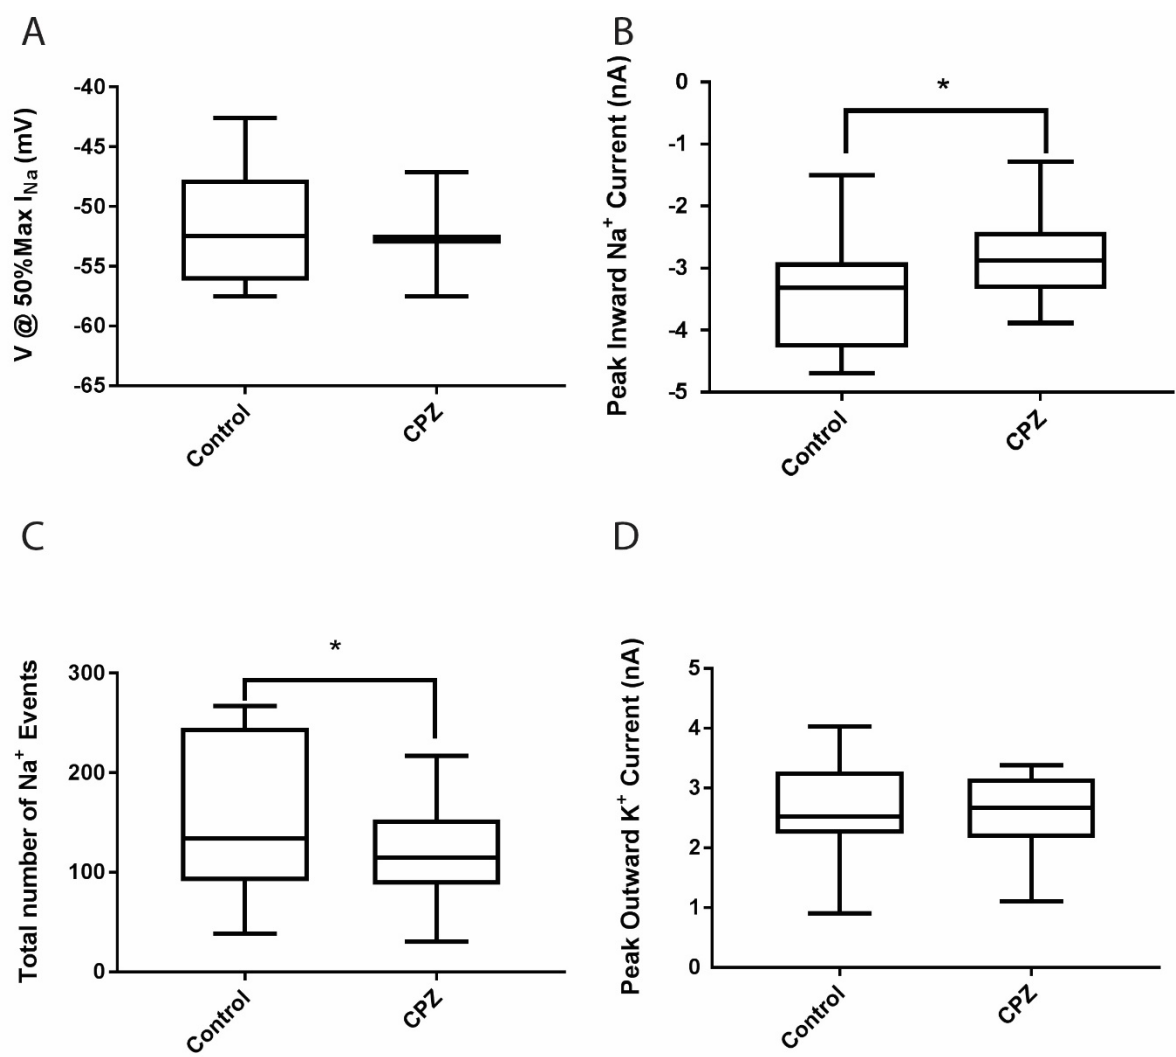 A
V @ 50%Max I_Na (mV)
-40
-45
-50
-55
-60
-65
Control
CPZ
B
Peak Inward Na⁺ Current (nA)
0
-1
-2
-3
-4
-5
*
Control
CPZ
C
Total number of Na⁺ Events
300
200
100
0
*
Control
CPZ
D
Peak Outward K⁺ Current (nA)
5
4
3
2
1
0
Control
CPZ